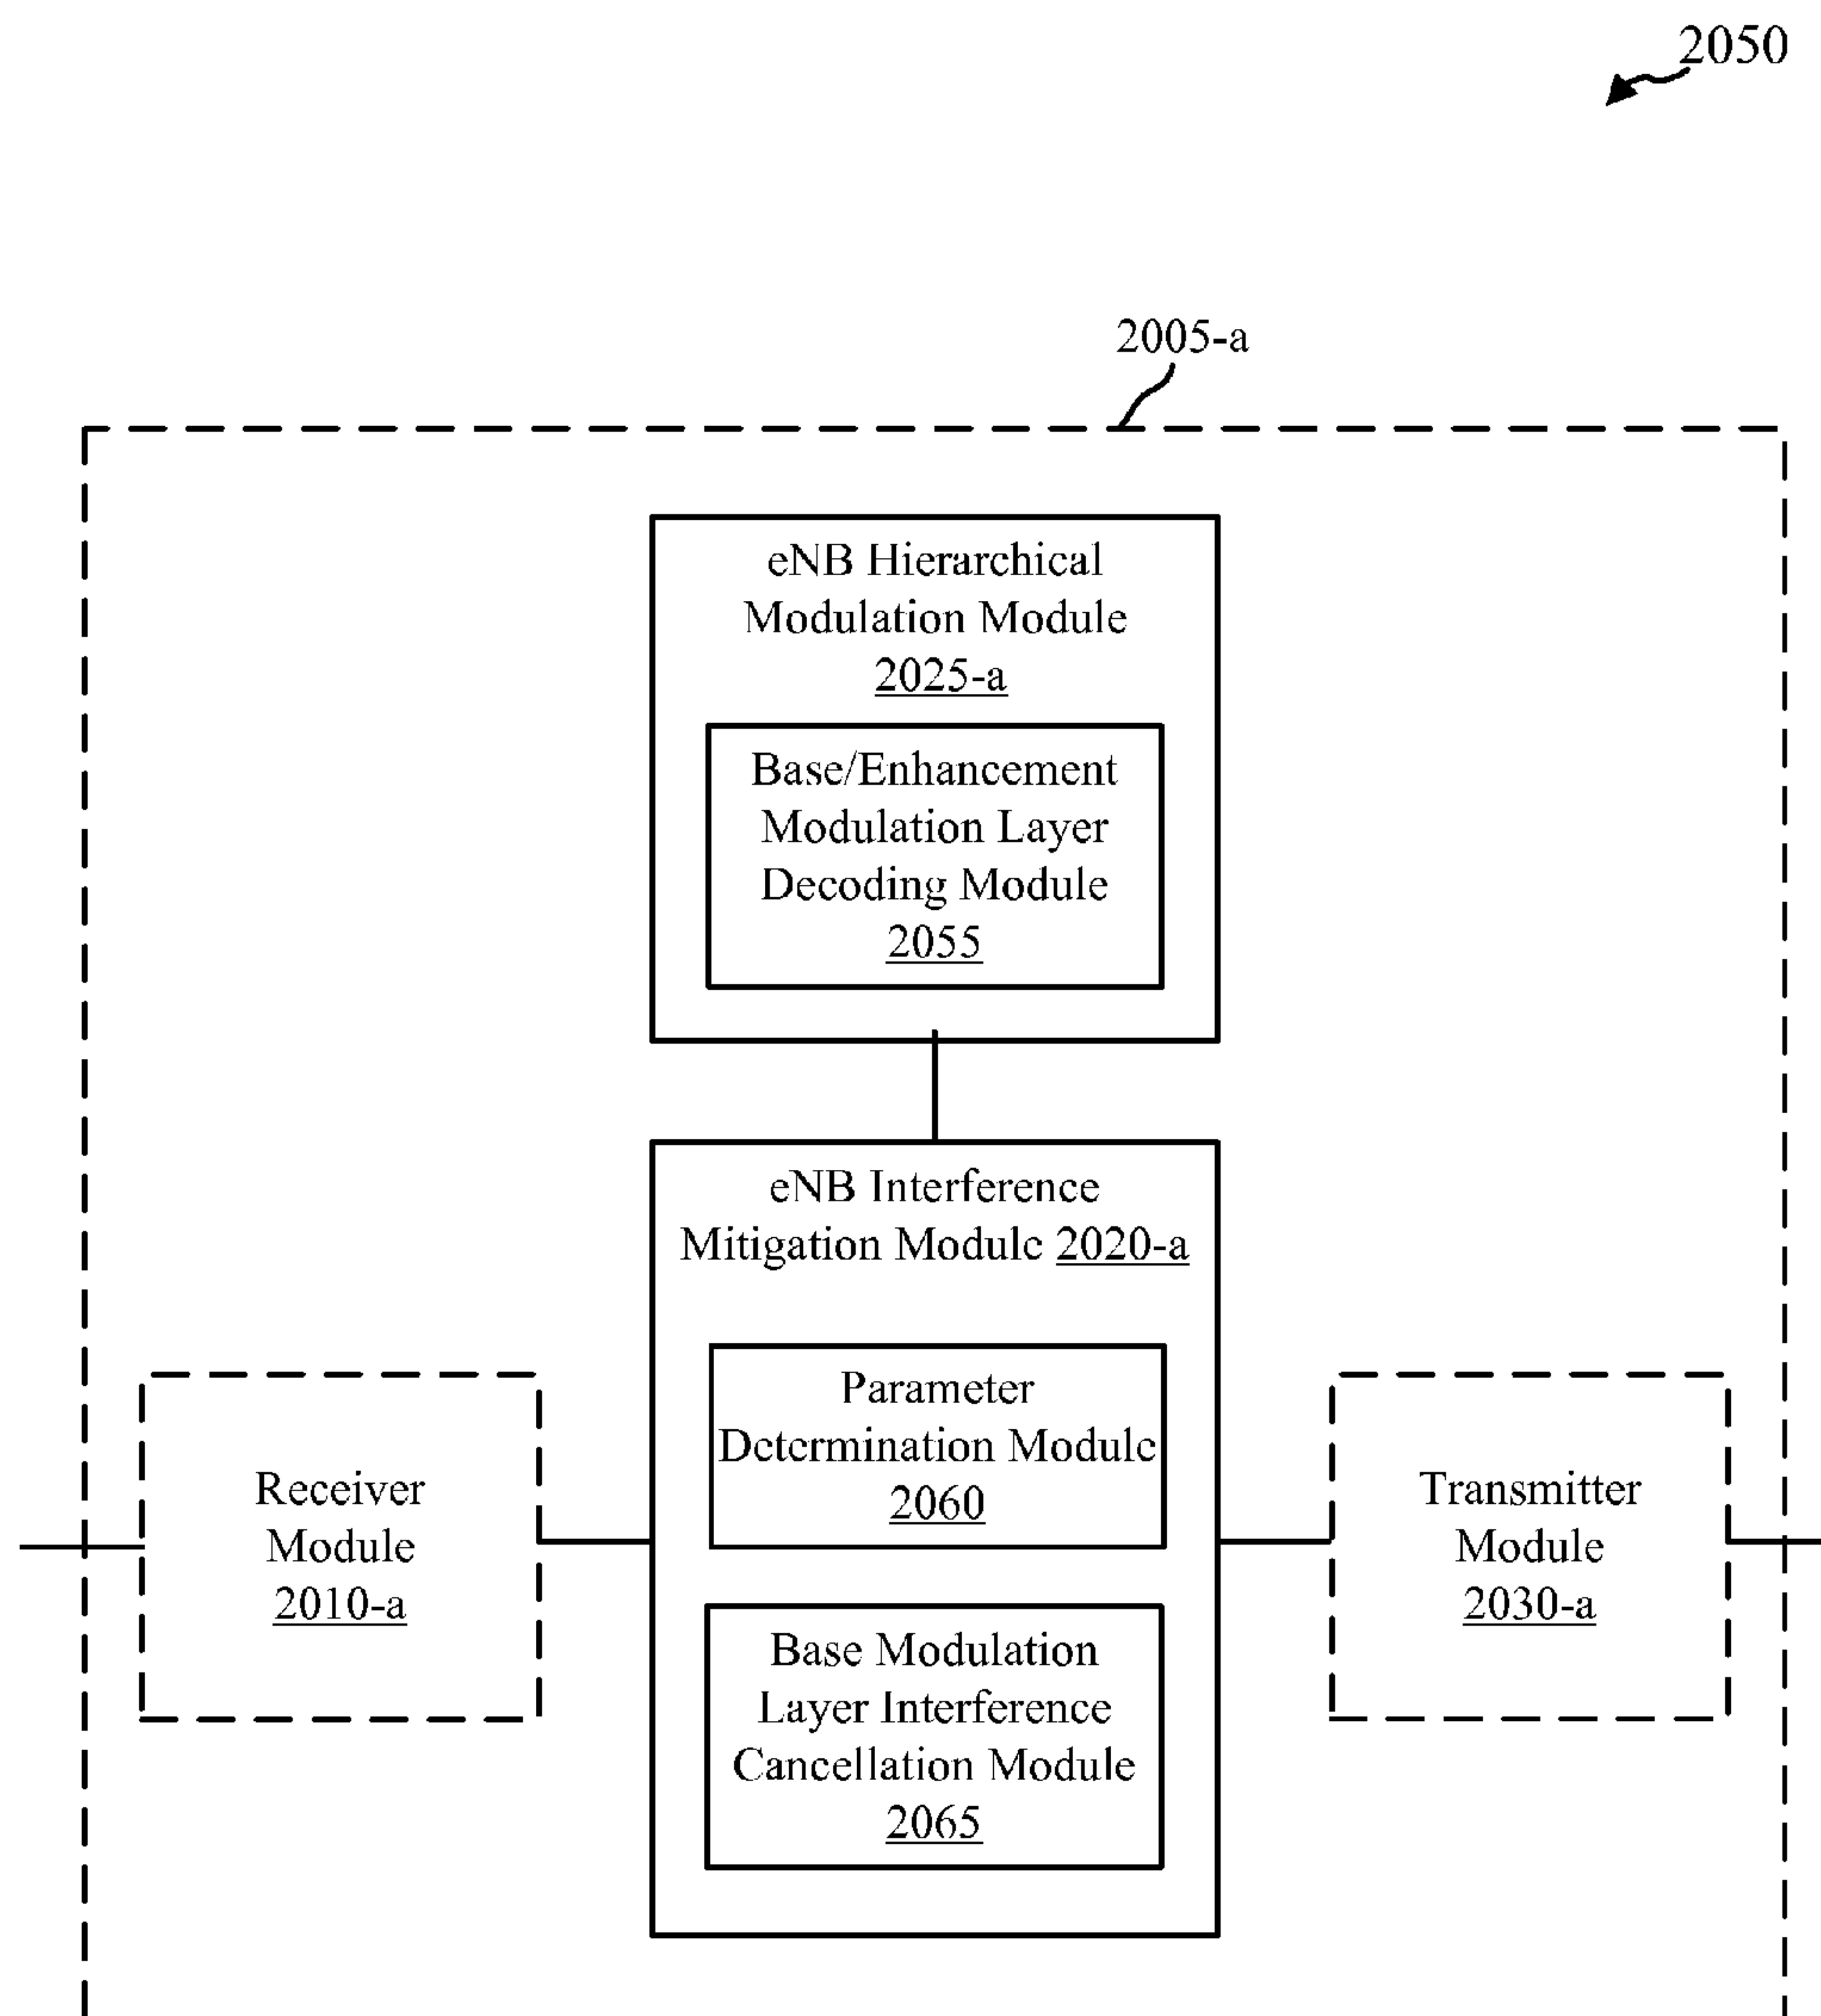 2050
2005-a
eNB Hierarchical
Modulation Module
2025-a
Base/Enhancement
Modulation Layer
Decoding Module
2055
eNB Interference
Mitigation Module 2020-a
Parameter
Determination Module
2060
Base Modulation
Layer Interference
Cancellation Module
2065
Receiver
Module
2010-a
Transmitter
Module
2030-a